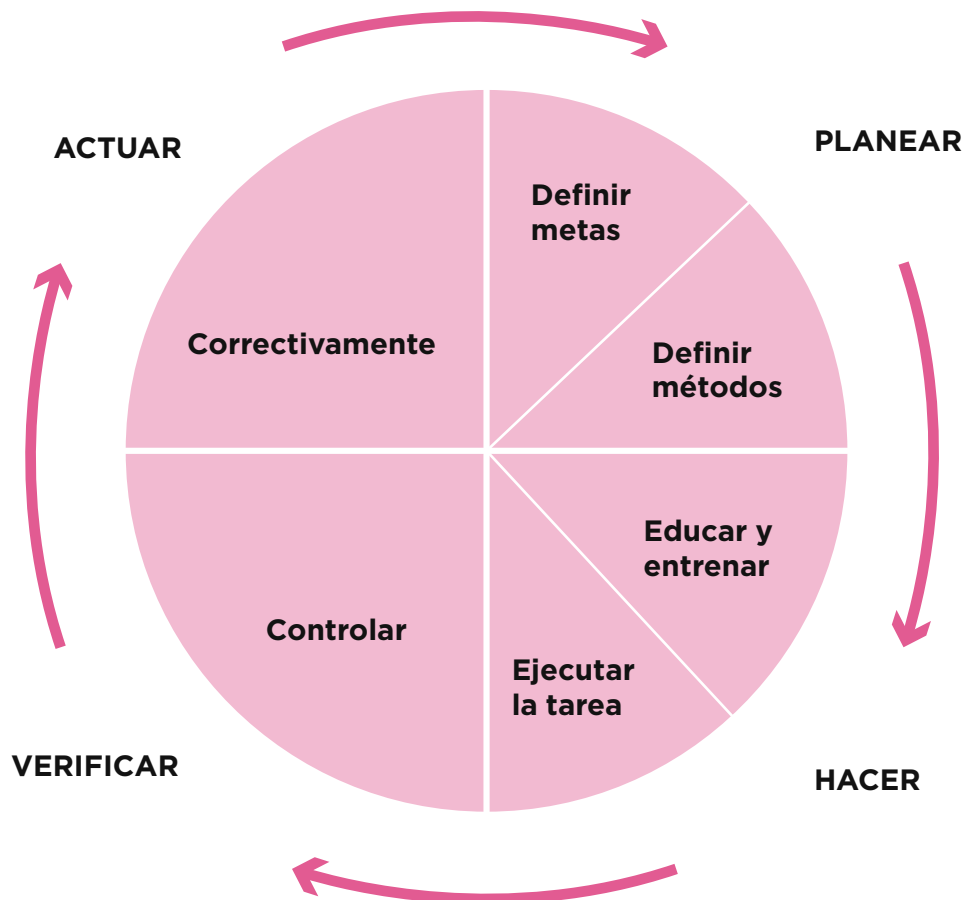 ACTUAR
PLANEAR
Definir
metas
Definir
métodos
Correctivamente
Educar y
entrenar
Controlar
Ejecutar
la tarea
VERIFICAR
HACER